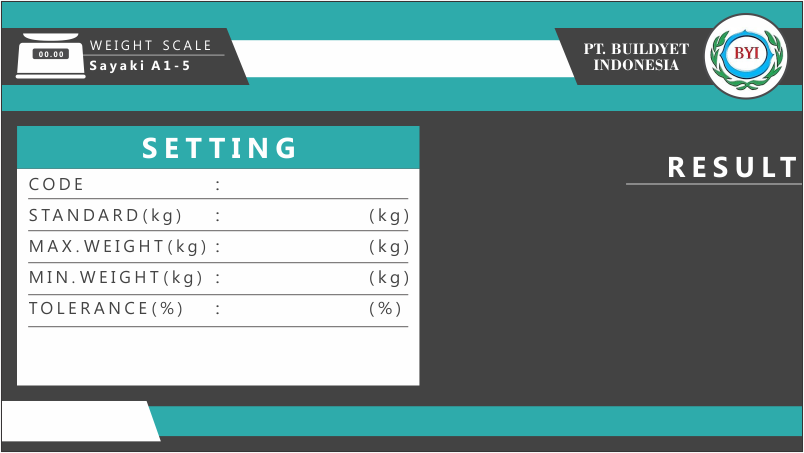 00.00
WEIGHT SCALE
Sayaki A1-5
PT. BUILDYET
INDONESIA
BYI
SETTING
CODE :
STANDARD(kg) : (kg)
MAX.WEIGHT(kg) : (kg)
MIN.WEIGHT(kg) : (kg)
TOLERANCE(%) : (%)
RESULT